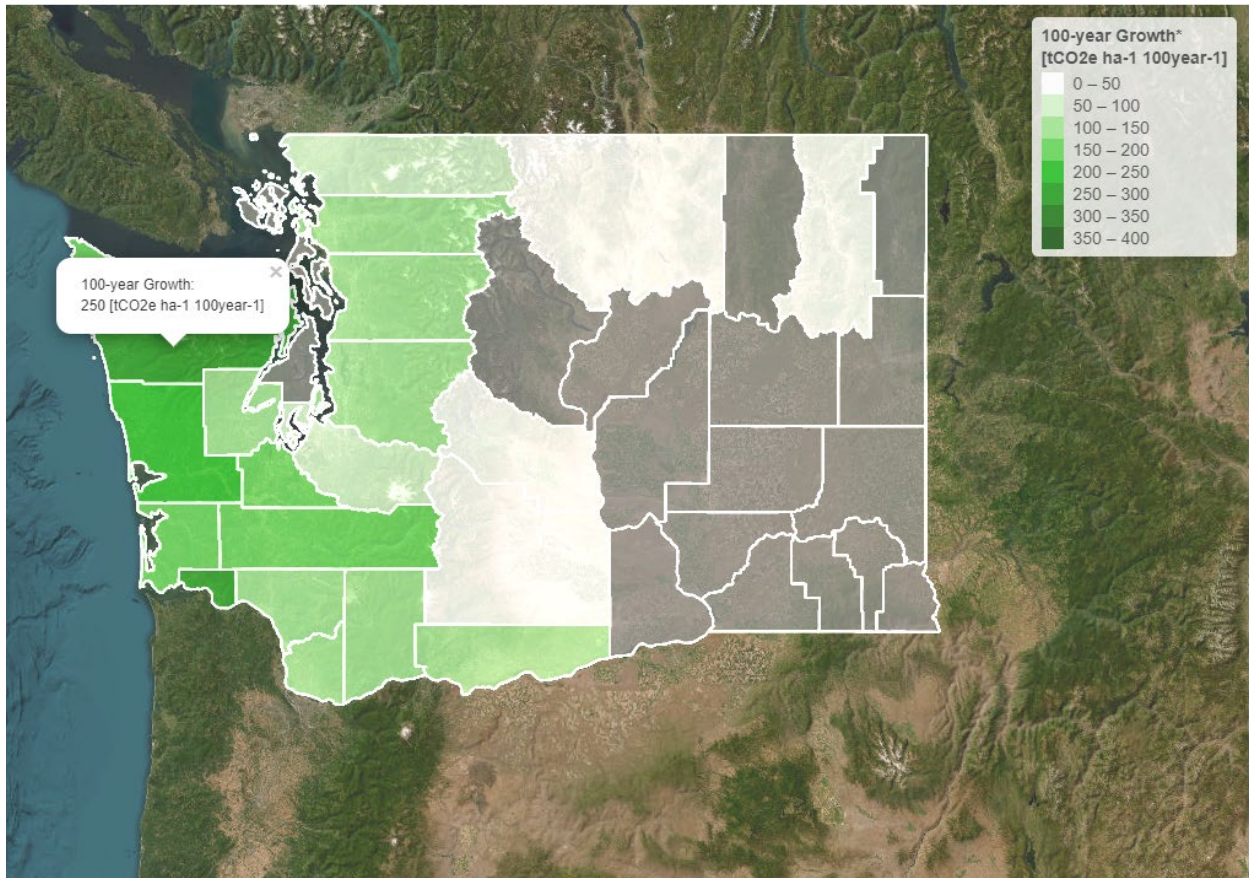 100-year Growth*
[tCO2e ha-1 100year-1]
0 – 50
50 – 100
100 – 150
150 – 200
200 – 250
250 – 300
300 – 350
350 – 400
×
100-year Growth:
250 [tCO2e ha-1 100year-1]